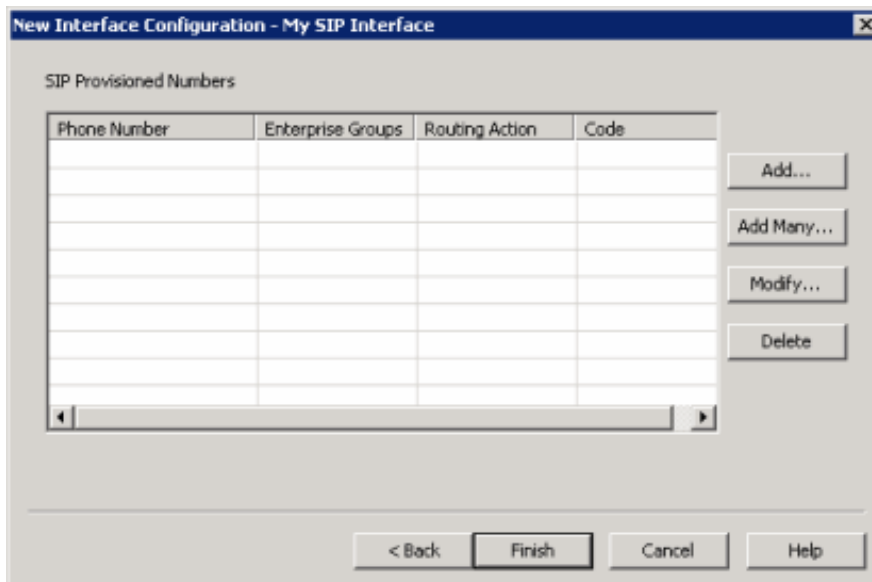 New Interface Configuration - My SIP Interface
SIP Provisioned Numbers
Phone Number Enterprise Groups Routing Action Code
Add...
Add Many...
Modify...
Delete
< Back Finish Cancel Help